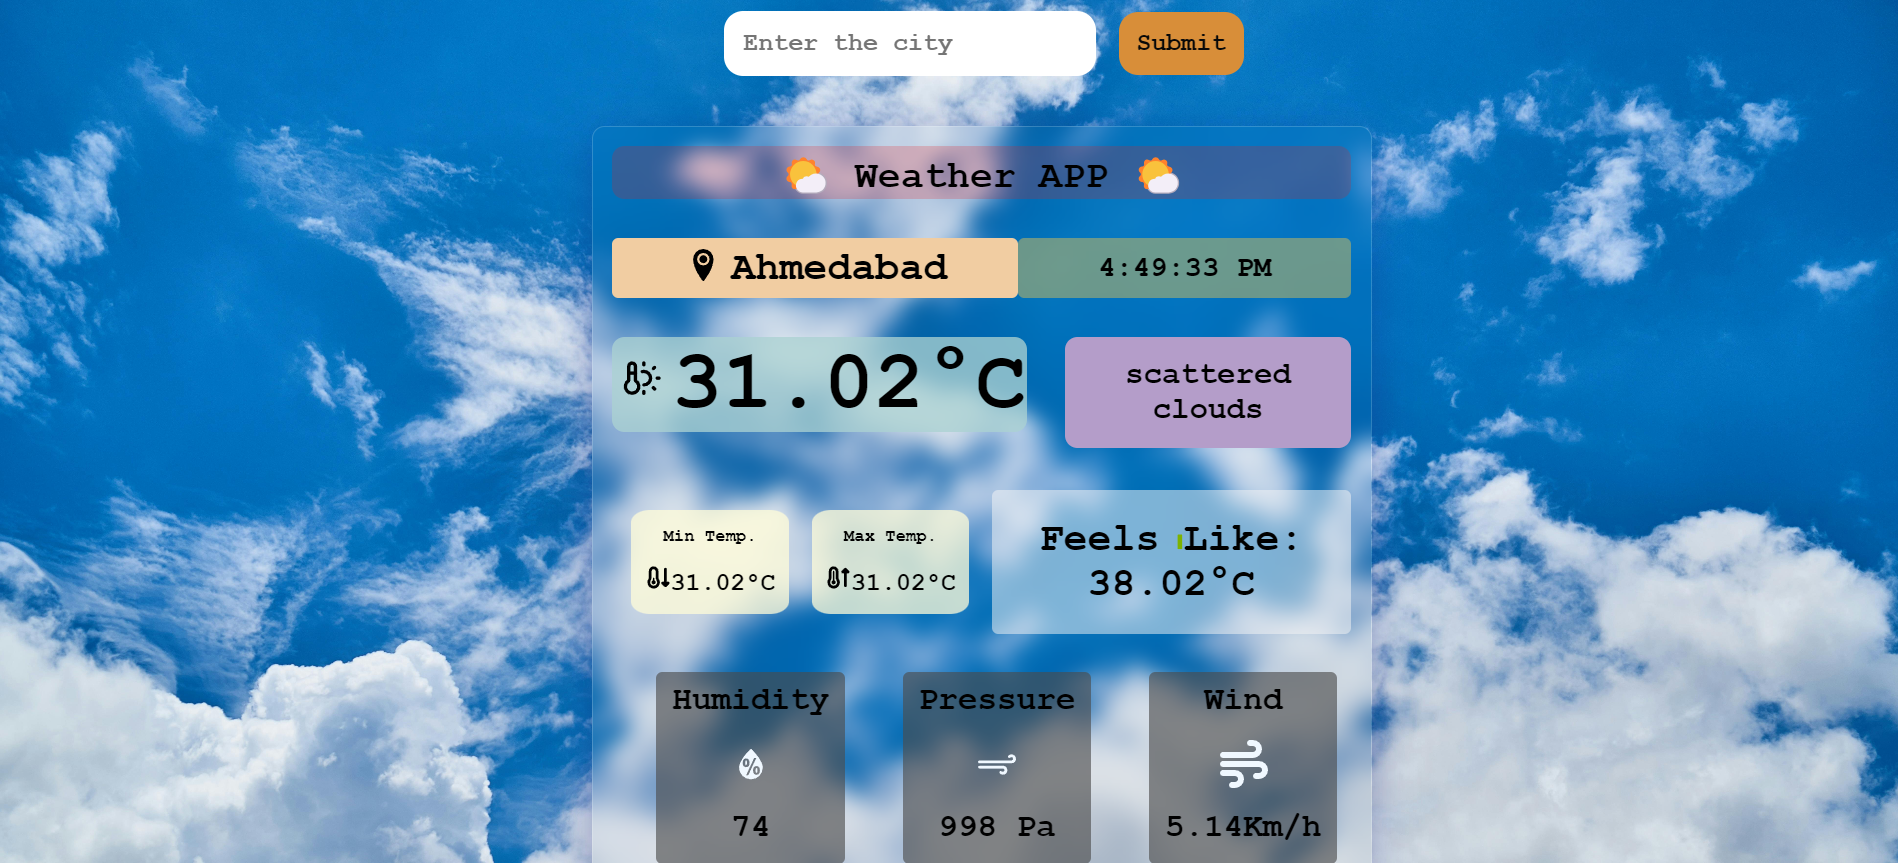 Enter the city
Submit
Weather APP
Ahmedabad
4:49:33 PM
31.02°C
scattered
clouds
Min Temp.
31.02°C
Max Temp.
31.02°C
Feels Like:
38.02°C
Humidity
%
74
Pressure
998 Pa
Wind
5.14Km/h